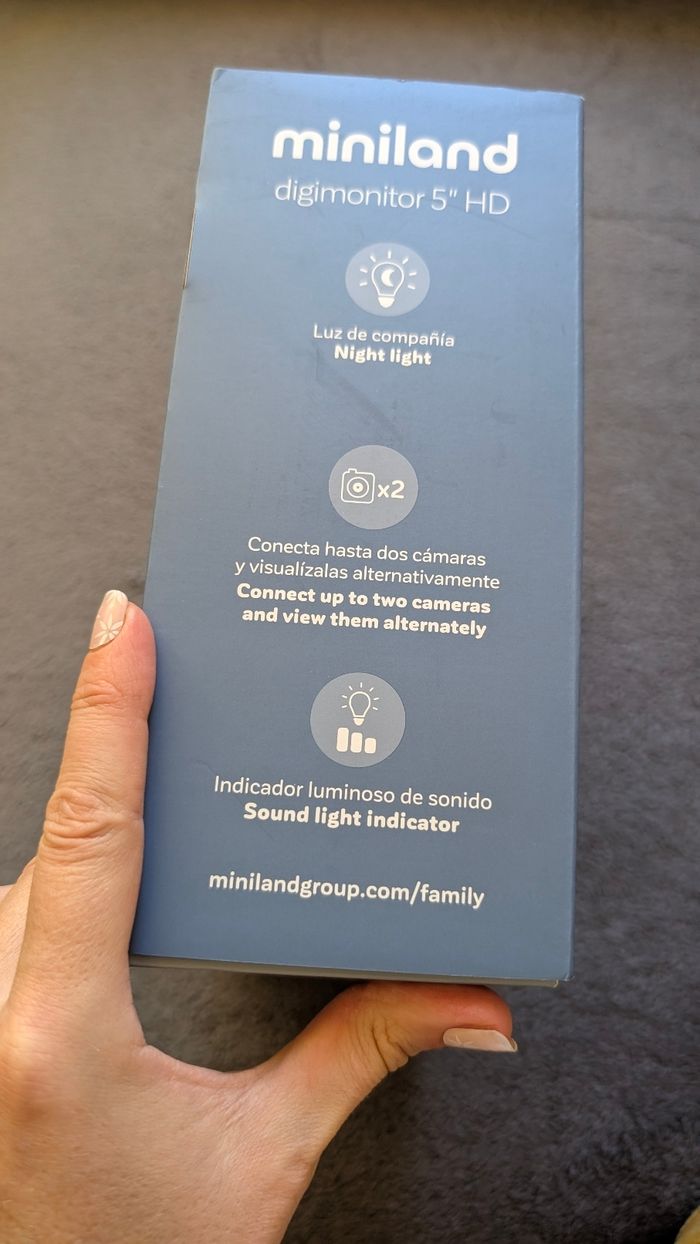 miniland
digimonitor 5" HD
Luz de compañía
Night light
x2
Conecta hasta dos cámaras
y visualízalas alternativamente
Connect up to two cameras
and view them alternately
Indicador luminoso de sonido
Sound light indicator
minilandgroup.com/family